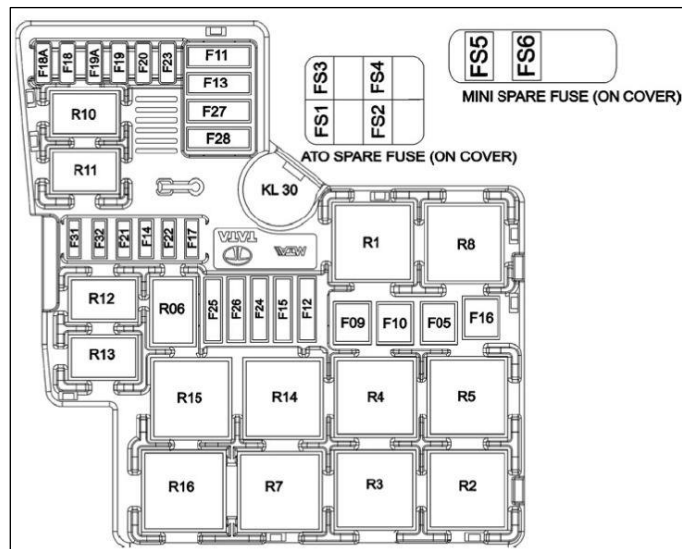 F18A F18 F19A F19 F20 F23
F11
F13
F27
F28
R10
R11
FS3 FS4
FS1 FS2
ATO SPARE FUSE (ON COVER)
FS5 FS6
MINI SPARE FUSE (ON COVER)
KL 30
F31 F32 F21 F14 F22 F17
TATA
R1 R8
R12 R06
F25 F26 F24 F15 F12
F09 F10 F05 F16
R13
R15 R14 R4 R5
R16 R7 R3 R2